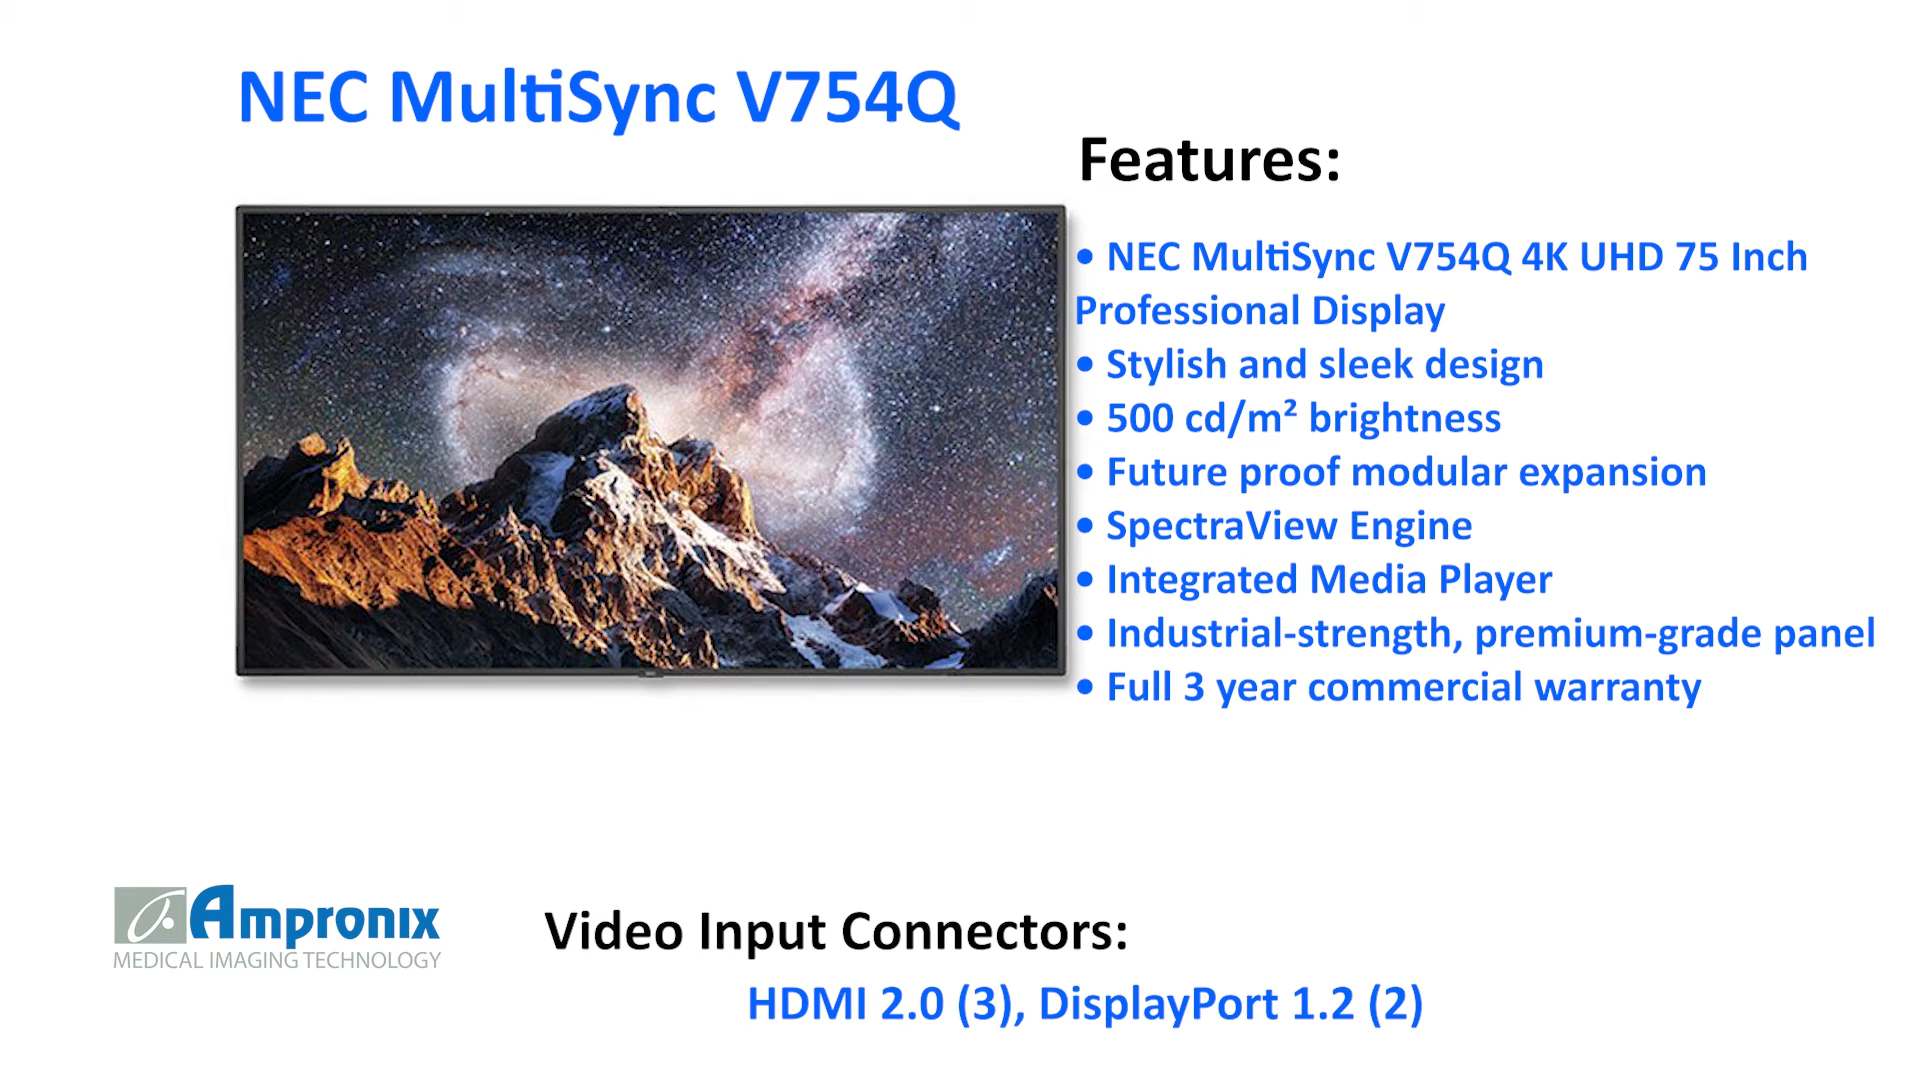 NEC MultiSync V754Q
Features:
• NEC MultiSync V754Q 4K UHD 75 Inch
Professional Display
• Stylish and sleek design
• 500 cd/m² brightness
• Future proof modular expansion
• SpectraView Engine
• Integrated Media Player
• Industrial-strength, premium-grade panel
• Full 3 year commercial warranty
Ampronix
MEDICAL IMAGING TECHNOLOGY
Video Input Connectors:
HDMI 2.0 (3), DisplayPort 1.2 (2)